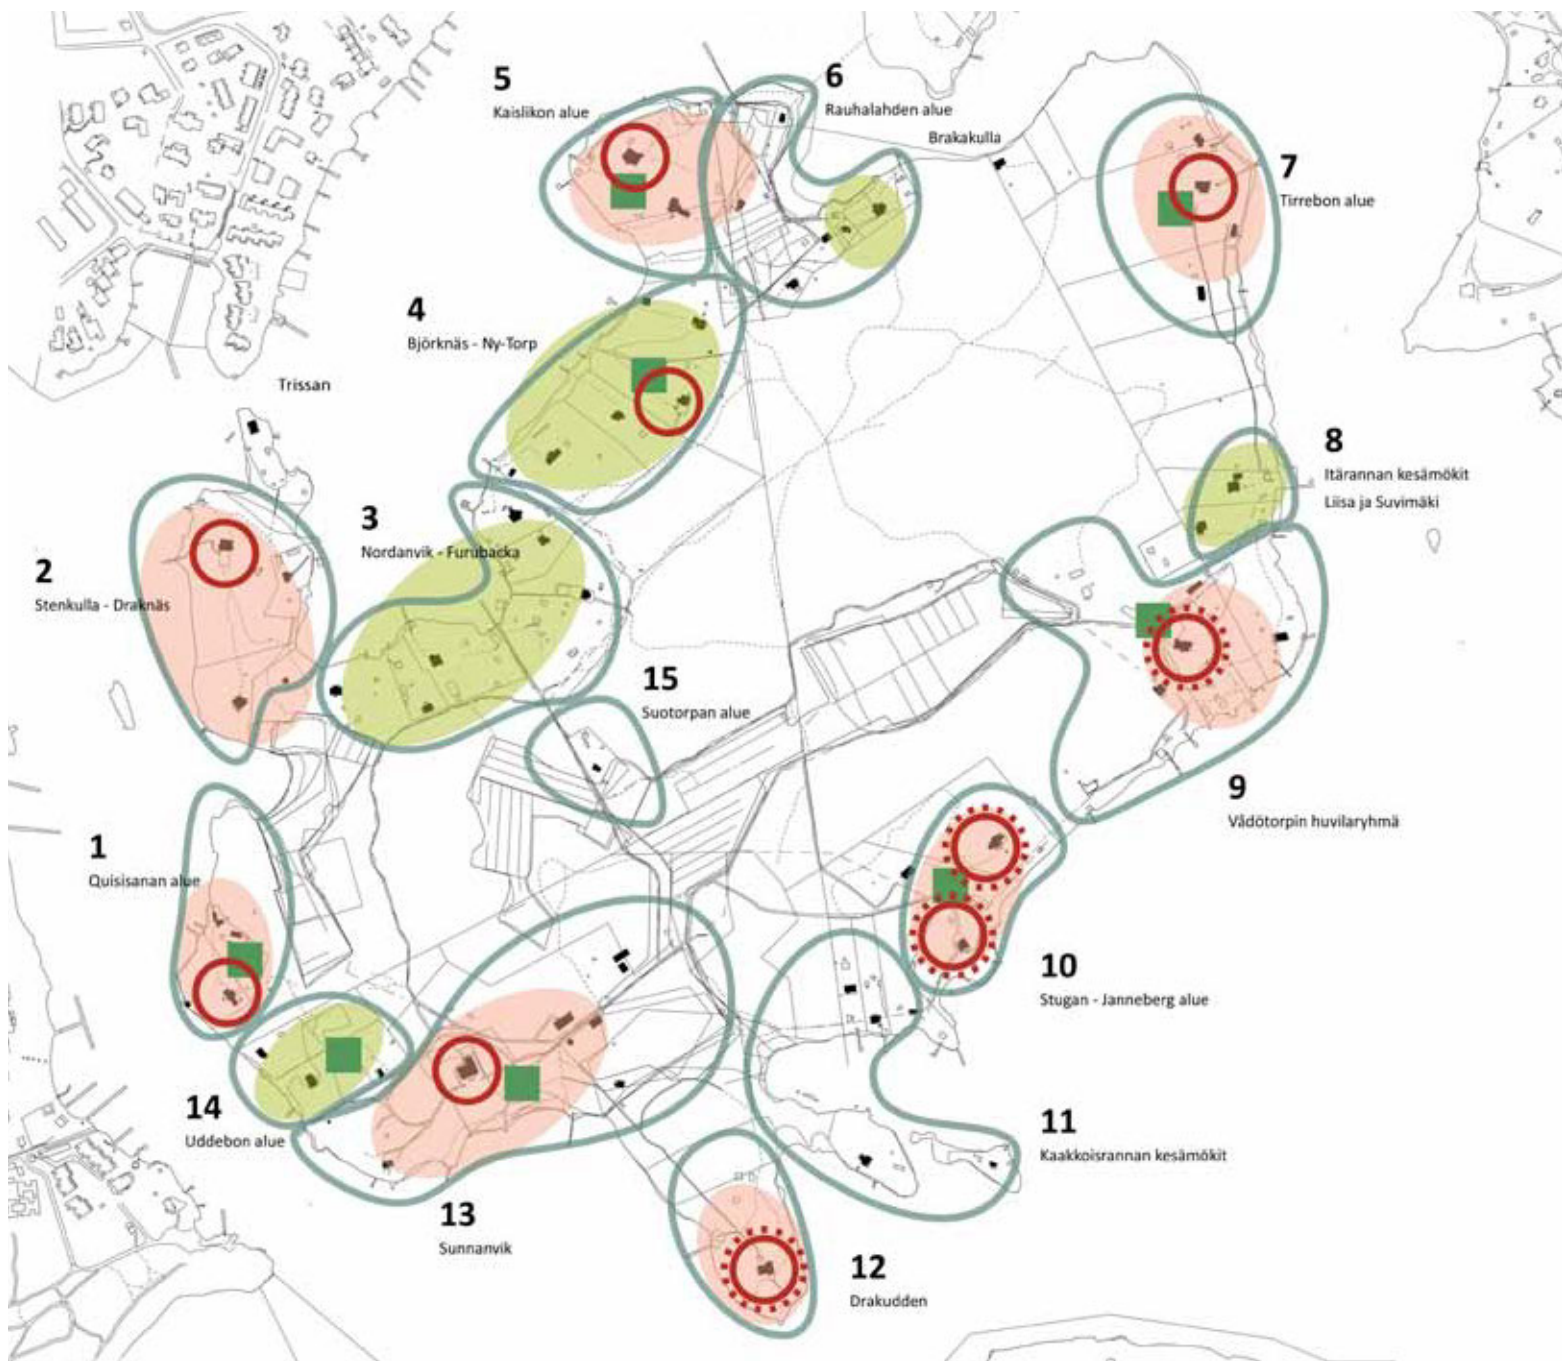 5
Kaislikon alue
6
Rauhalahden alue
Brakakulla
7
Tirrebon alue
4
Björknäs - Ny-Torp
Trissan
8
Itärannan kesämökit
Liisa ja Suvimäki
3
Nordanvik - Furubacka
2
Stenkulla - Draknäs
15
Suotorpan alue
9
Vådötorpin huvilaryhmä
1
Quisisanan alue
10
Stugan - Janneberg alue
14
Uddebon alue
11
Kaakkoisrannan kesämökit
13
Sunnanvik
12
Drakudden